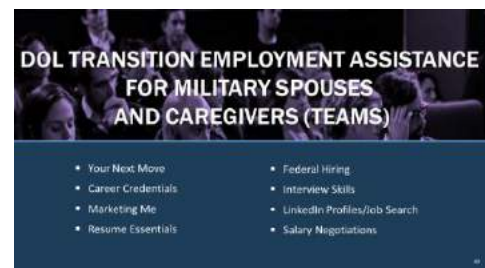 DOL TRANSITION EMPLOYMENT ASSISTANCE
FOR MILITARY SPOUSES
AND CAREGIVERS (TEAMS)
• Your Next Move
• Career Credentials
• Marketing Me
• Resume Essentials
• Federal Hiring
• Interview Skills
• LinkedIn Profiles/Job Search
• Salary Negotiations